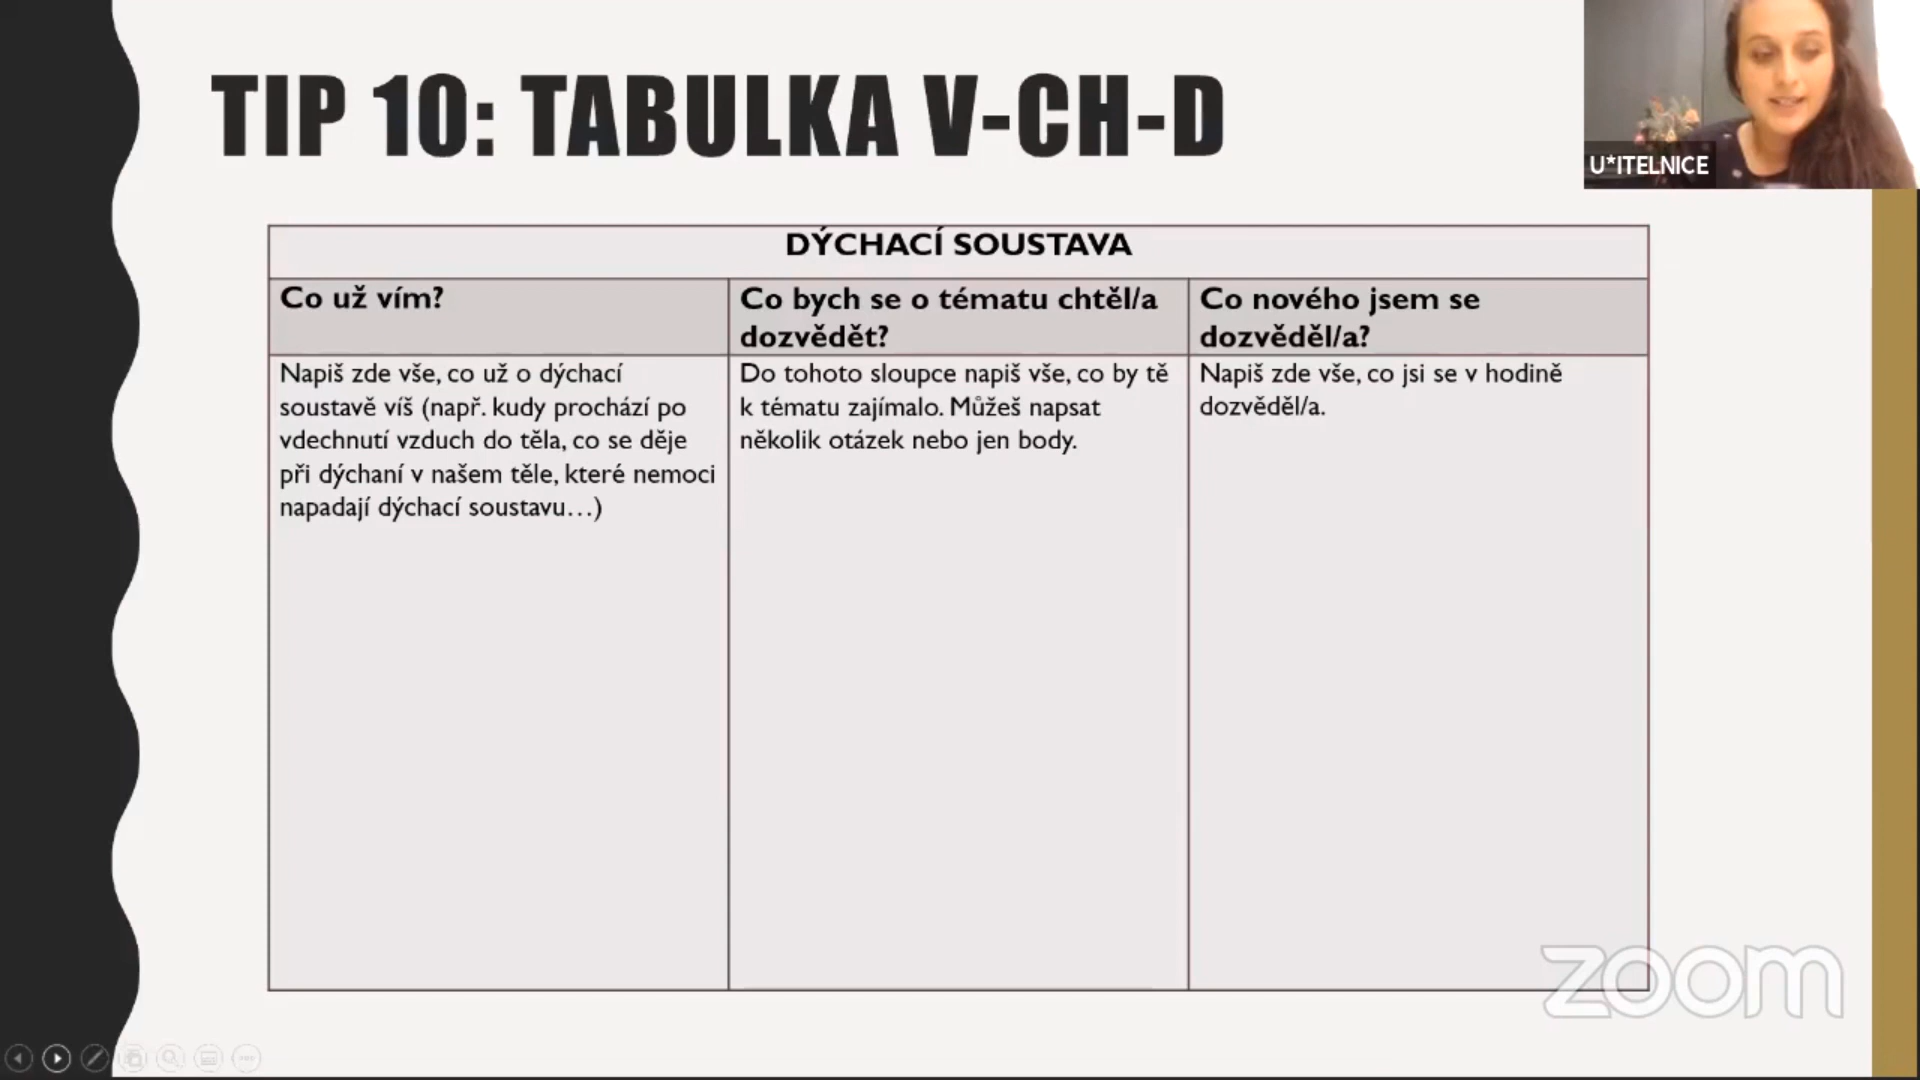 TIP 10: TABULKA V-CH-D
U*ITELNICE
DÝCHACÍ SOUSTAVA
Co už vím?
Co bych se o tématu chtěl/a
dozvědět?
Co nového jsem se
dozvěděl/a?
Napiš zde vše, co už o dýchací
soustavě víš (např. kudy prochází po
vdechnutí vzduch do těla, co se děje
při dýchaní v našem těle, které nemoci
napadají dýchací soustavu…)
Do tohoto sloupce napiš vše, co by tě
k tématu zajímalo. Můžeš napsat
několik otázek nebo jen body.
Napiš zde vše, co jsi se v hodině
dozvěděl/a.
zoom